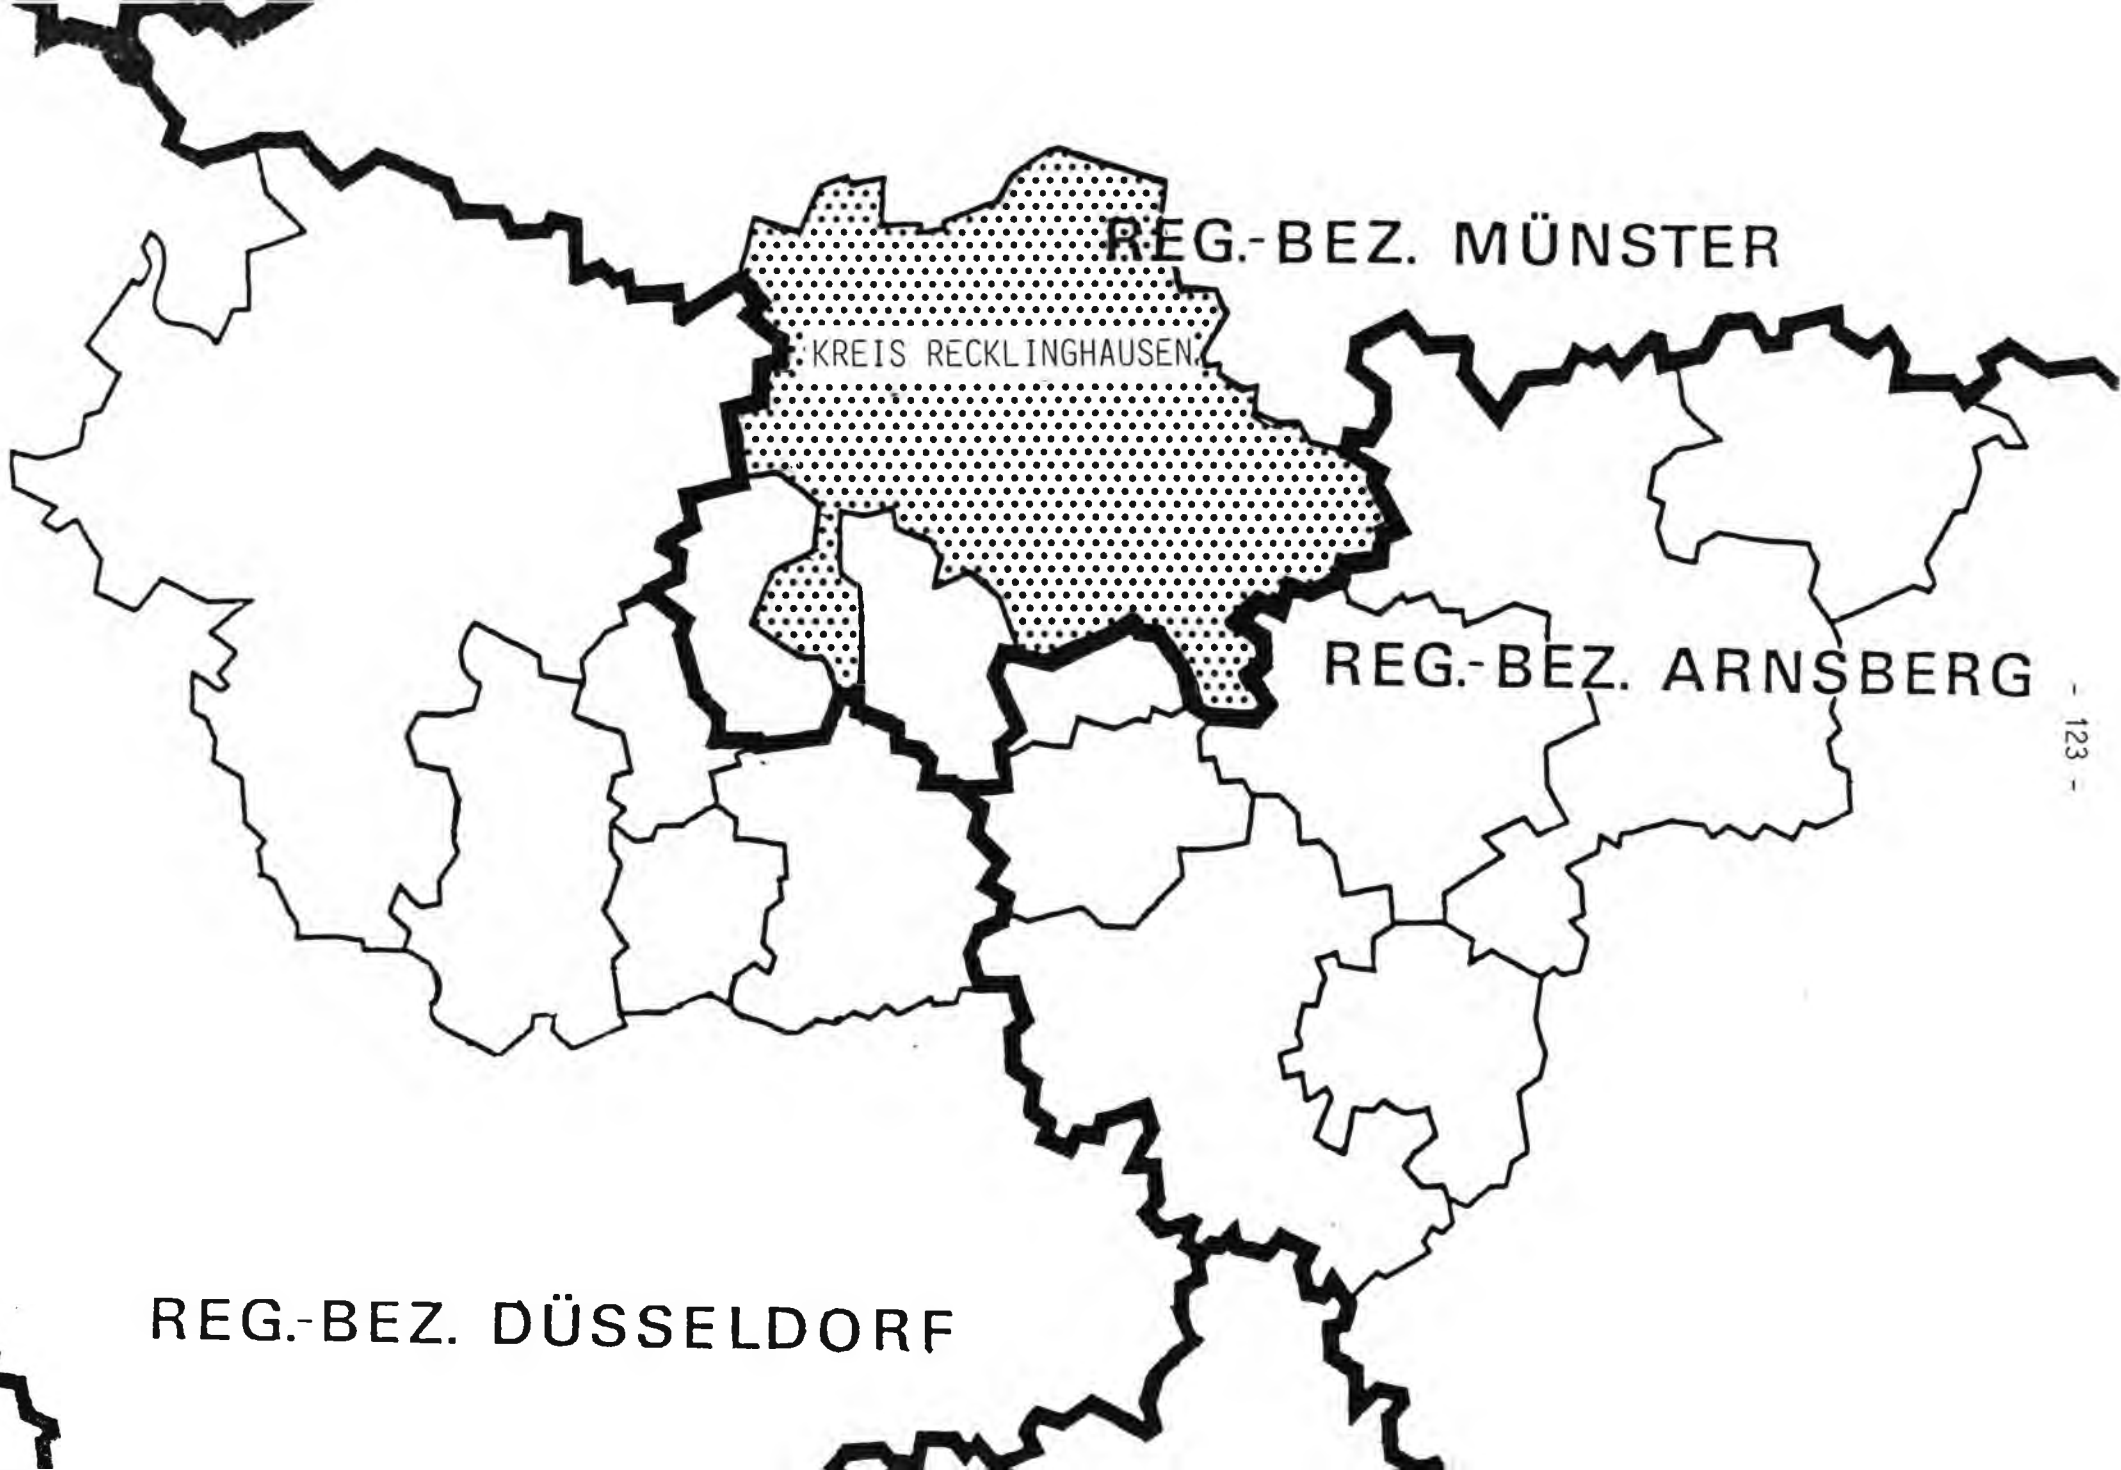 REG.-BEZ. MÜNSTER
KREIS RECKLINGHAUSEN
REG.-BEZ. ARNSBERG
- 123 -
REG.-BEZ. DÜSSELDORF